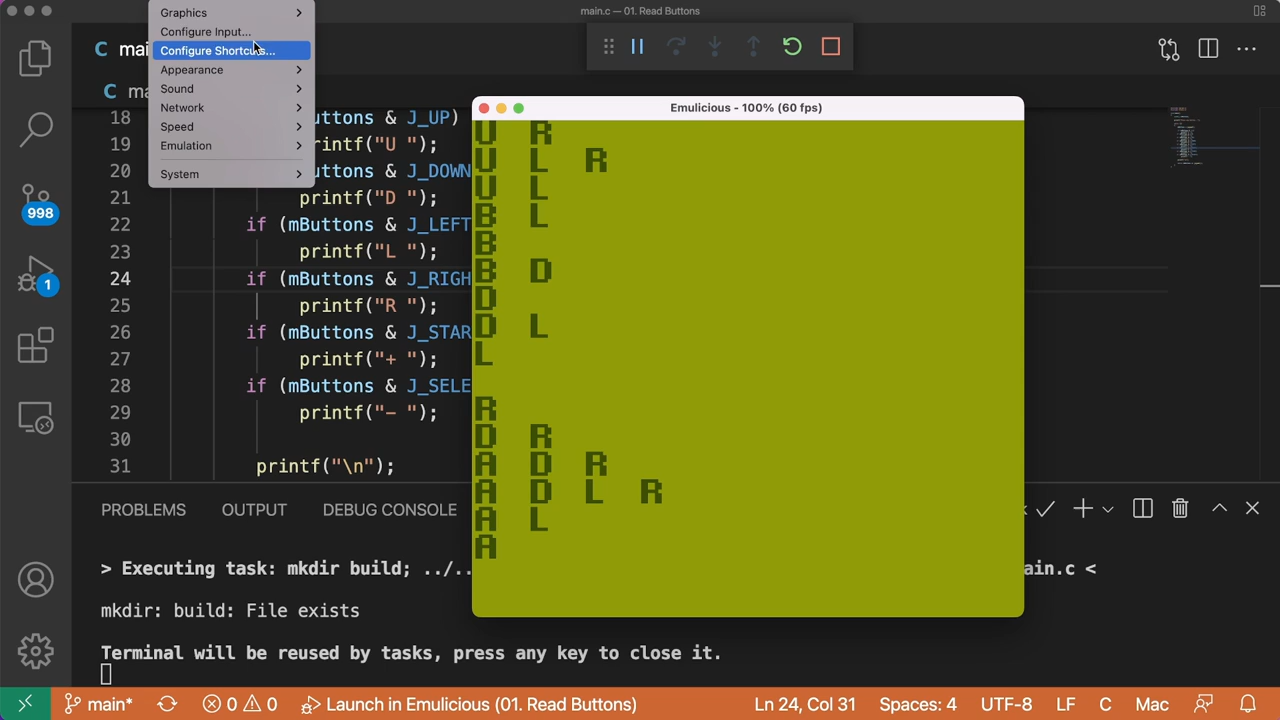 main.c — 01. Read Buttons
Graphics
Configure Input...
Configure Shortcuts...
Appearance
Sound
Network
Speed
Emulation
System
C mai
C ma
18 uttons & J_UP)
19 rintf("U ");
20 uttons & J_DOWN
21 printf("D ");
22 if (mButtons & J_LEFT
23 printf("L ");
24 if (mButtons & J_RIGH
25 printf("R ");
26 if (mButtons & J_STAR
27 printf("+ ");
28 if (mButtons & J_SELE
29 printf("- ");
30
31 printf("\n");
Emulicious - 100% (60 fps)
U R
U L R
U L
B L
B
B D
D
D L
L
R
D R
A D R
A D L R
A L
A
998
1
PROBLEMS OUTPUT DEBUG CONSOLE
> Executing task: mkdir build; ../.. ain.c <
mkdir: build: File exists
Terminal will be reused by tasks, press any key to close it.
main* 0 0 Launch in Emulicious (01. Read Buttons) Ln 24, Col 31 Spaces: 4 UTF-8 LF C Mac